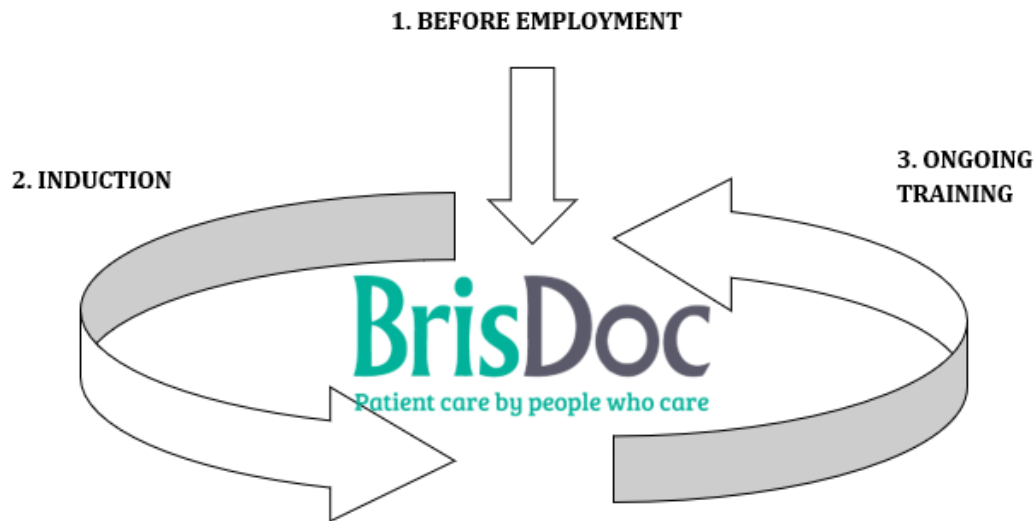 1. BEFORE EMPLOYMENT
2. INDUCTION
3. ONGOING
TRAINING
BrisDoc
Patient care by people who care